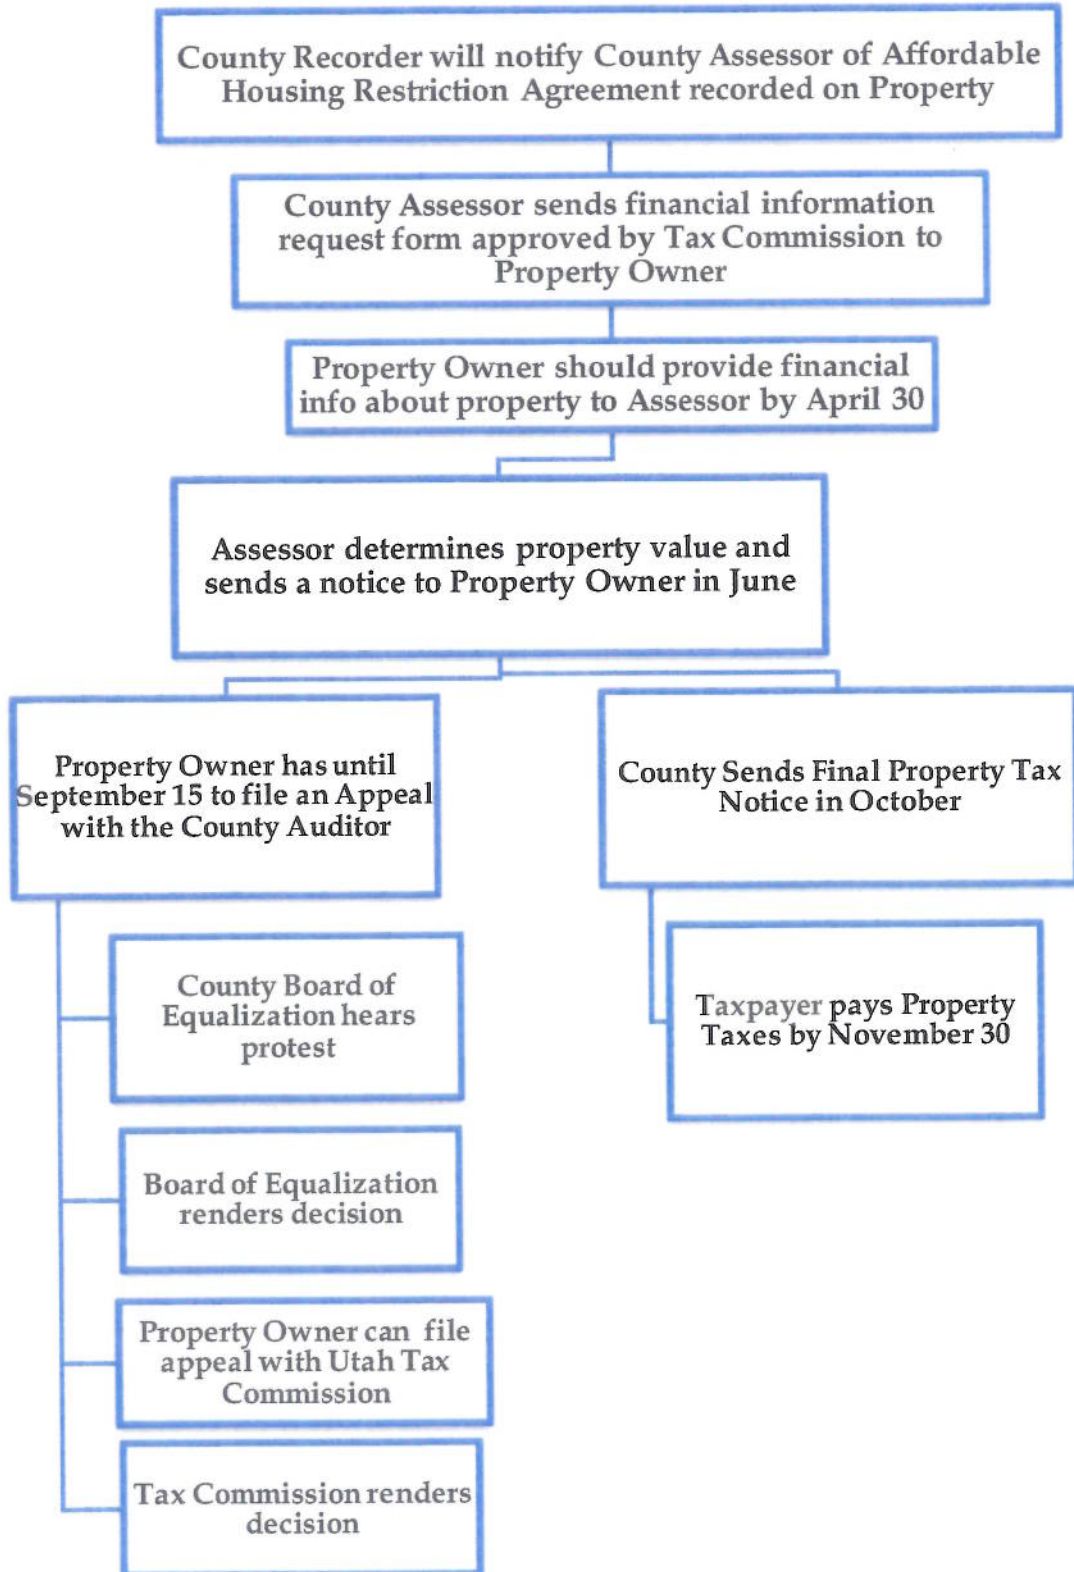 County Recorder will notify County Assessor of Affordable
Housing Restriction Agreement recorded on Property
County Assessor sends financial information
request form approved by Tax Commission to
Property Owner
Property Owner should provide financial
info about property to Assessor by April 30
Assessor determines property value and
sends a notice to Property Owner in June
Property Owner has until
September 15 to file an Appeal
with the County Auditor
County Board of
Equalization hears
protest
Board of Equalization
renders decision
Property Owner can file
appeal with Utah Tax
Commission
Tax Commission renders
decision
County Sends Final Property Tax
Notice in October
Taxpayer pays Property
Taxes by November 30